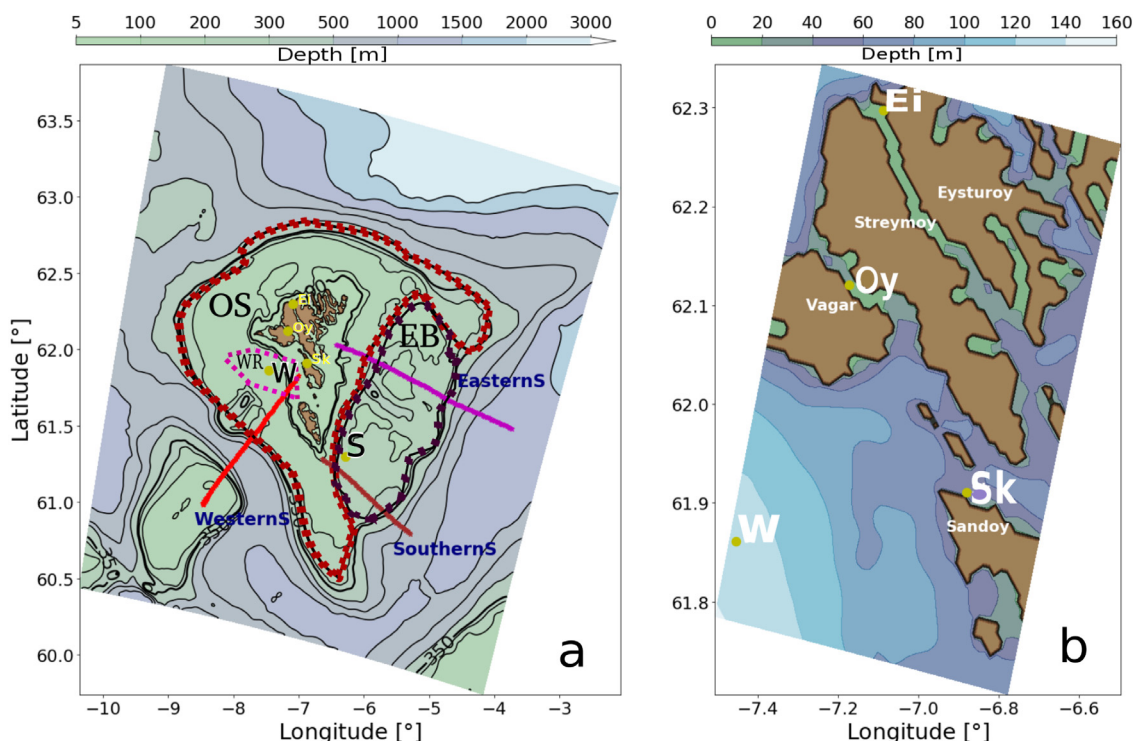 5 50 200 300 350 500 1000 1500 2000 3000
Depth [m]
0 20 40 60 80 100 120 140 160
Depth [m]
63.5
63.0
62.5
62.0
61.5
61.0
60.5
60.0
Latitude [°]
OS
EB
Ei
Oy
Sk
WR
W
S
EasternS
WesternS
SouthernS
350
a
−10 −9 −8 −7 −6 −5 −4 −3
Longitude [°]
62.3
62.2
62.1
62.0
61.9
61.8
Ei
Eysturoy
Streymoy
Oy
Vagar
Sk
Sandoy
W
b
−7.4 −7.2 −7.0 −6.8 −6.6
Longitude [°]